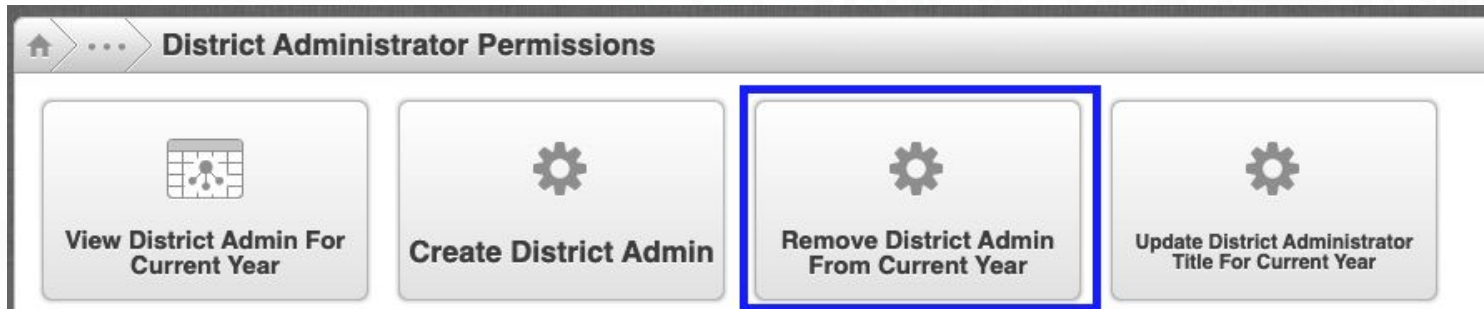 District Administrator Permissions
View District Admin For
Current Year
Create District Admin
Remove District Admin
From Current Year
Update District Administrator
Title For Current Year